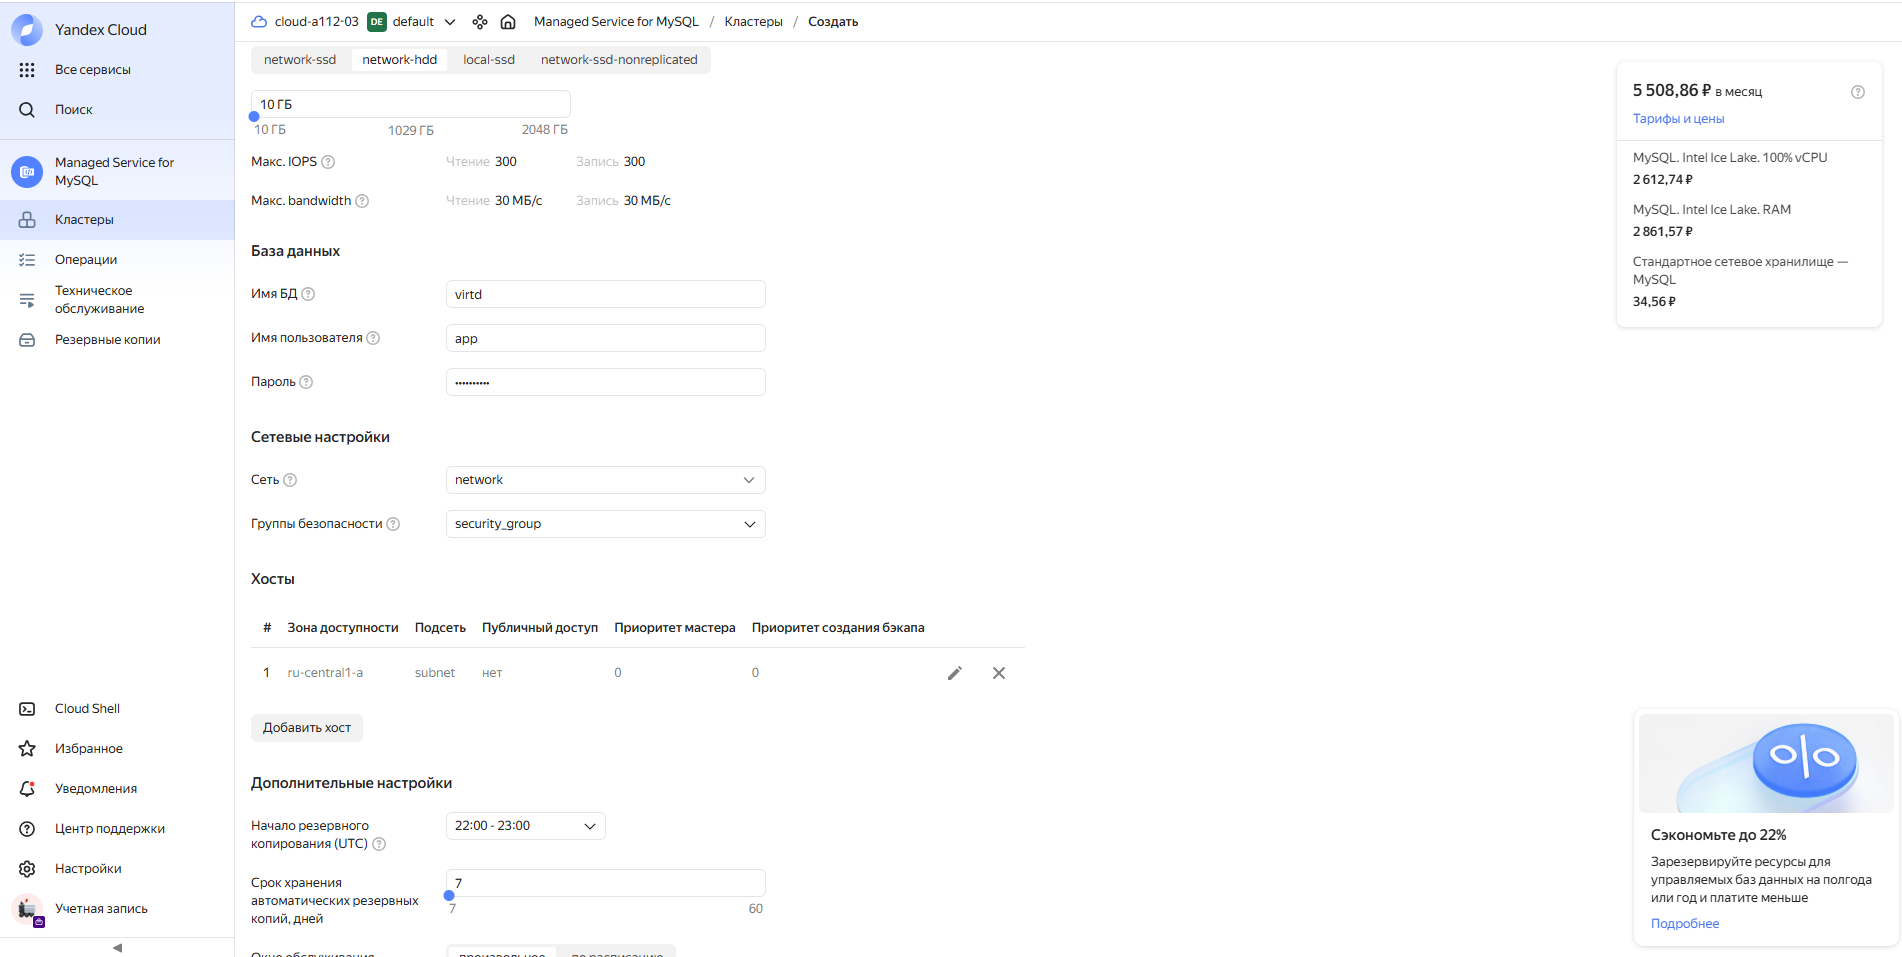 Yandex Cloud
Все сервисы
Поиск
Managed Service for
MySQL
Кластеры
Операции
Техническое
обслуживание
Резервные копии
Cloud Shell
Избранное
Уведомления
Центр поддержки
Настройки
Учетная запись
cloud-a112-03 DE default Managed Service for MySQL / Кластеры / Создать
network-ssd network-hdd local-ssd network-ssd-nonreplicated
10 ГБ
10 ГБ 1029 ГБ 2048 ГБ
Макс. IOPS Чтение 300 Запись 300
Макс. bandwidth Чтение 30 МБ/с Запись 30 МБ/с
База данных
Имя БД virtd
Имя пользователя app
Пароль ••••••••••
Сетевые настройки
Сеть network
Группы безопасности security_group
Хосты
# Зона доступности Подсеть Публичный доступ Приоритет мастера Приоритет создания бэкапа
1 ru-central1-a subnet нет 0 0
Добавить хост
Дополнительные настройки
Начало резервного
копирования (UTC) 22:00 - 23:00
Срок хранения
автоматических резервных
копий, дней
7
7 60
Окно обслуживания произвольное по расписанию
5 508,86 ₽ в месяц
Тарифы и цены
MySQL. Intel Ice Lake. 100% vCPU
2 612,74 ₽
MySQL. Intel Ice Lake. RAM
2 861,57 ₽
Стандартное сетевое хранилище —
MySQL
34,56 ₽
%
Сэкономьте до 22%
Зарезервируйте ресурсы для
управляемых баз данных на полгода
или год и платите меньше
Подробнее